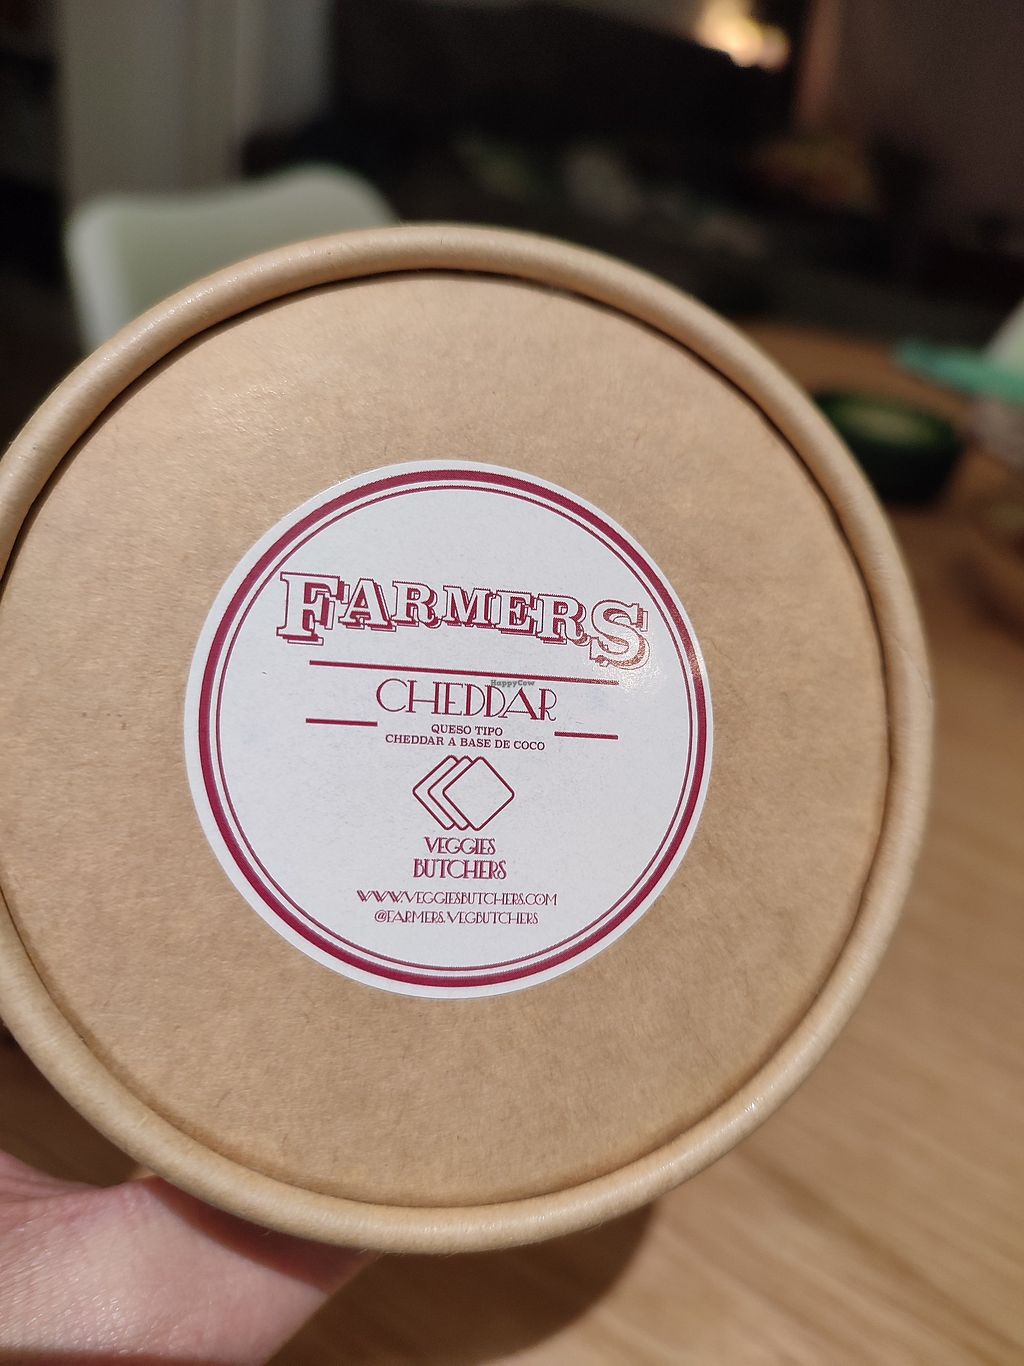 FARMERS
HappyCow
CHEDDAR
QUESO TIPO
CHEDDAR A BASE DE COCO
VEGGIES
BUTCHERS
WWW.VEGGIESBUTCHERS.COM
@FARMERS.VEGBUTCHERS